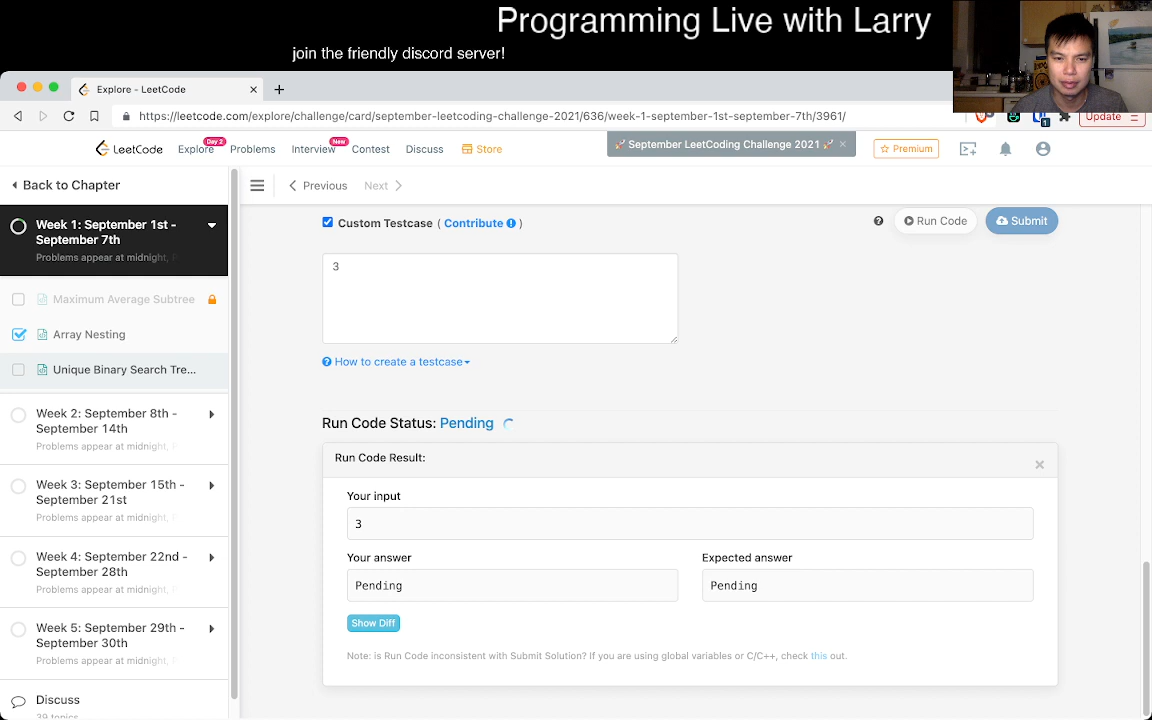 Programming Live with Larry
join the friendly discord server!
Explore - LeetCode
https://leetcode.com/explore/challenge/card/september-leetcoding-challenge-2021/636/week-1-september-1st-september-7th/3961/
1
Update
LeetCode
Explore
Day 2
Problems
Interview
New
Contest
Discuss
Store
🚀 September LeetCoding Challenge 2021 🚀
Premium
Back to Chapter
Previous
Next
Week 1: September 1st -
September 7th
Problems appear at midnight,
Maximum Average Subtree
Array Nesting
Unique Binary Search Tre...
Week 2: September 8th -
September 14th
Problems appear at midnight,
Week 3: September 15th -
September 21st
Problems appear at midnight,
Week 4: September 22nd -
September 28th
Problems appear at midnight,
Week 5: September 29th -
September 30th
Problems appear at midnight,
Discuss
39 topics
Custom Testcase ( Contribute )
Run Code
Submit
3
How to create a testcase
Run Code Status: Pending
Run Code Result:
Your input
3
Your answer
Expected answer
Pending
Pending
Show Diff
Note: is Run Code inconsistent with Submit Solution? If you are using global variables or C/C++, check this out.